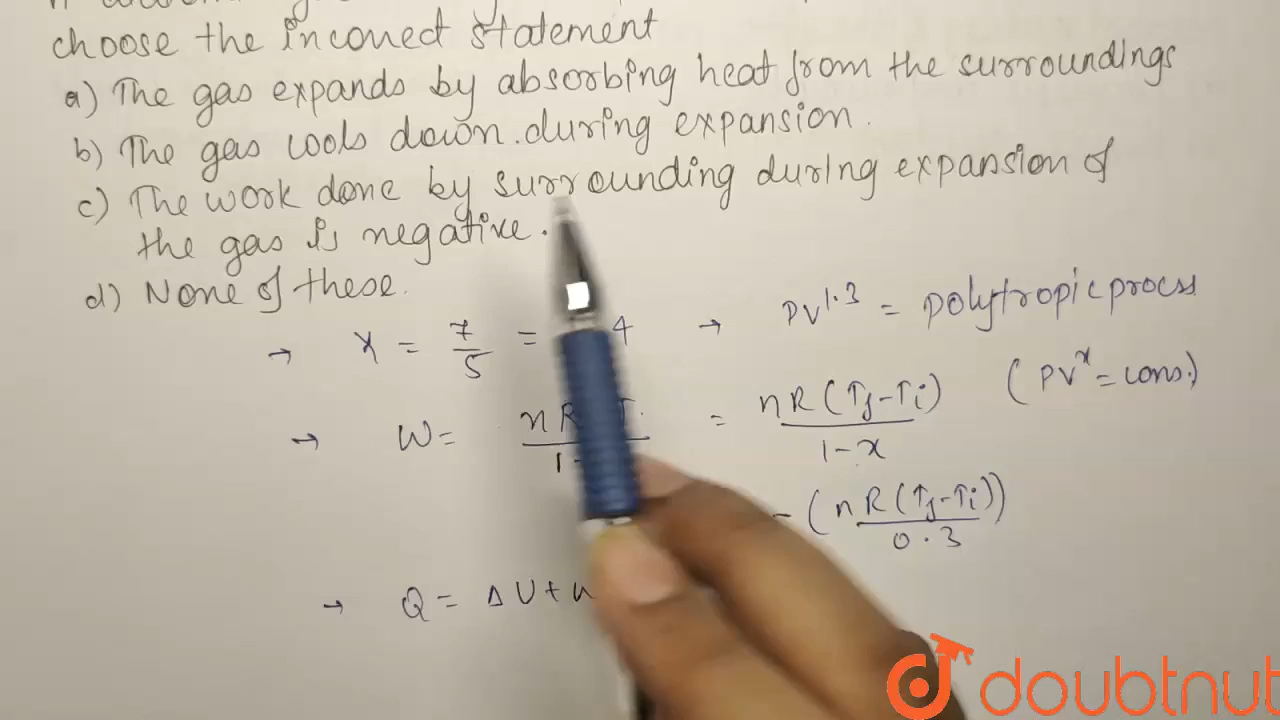 choose the inconect statement
a) The gas expands by absorbing heat from the surroundings
b) The gas cools down. during expansion.
c) The work done by surrounding during expansion of
the gas is negative.
d) None of these.
→ γ = 7/5 = 4 → PV^1.3 = polytropic process
→ W = nR = nR(Tf-Ti)/1-x (PV^x = cons.)
-(nR(Tf-Ti)/0.3)
→ Q = ΔU +
doubtnut